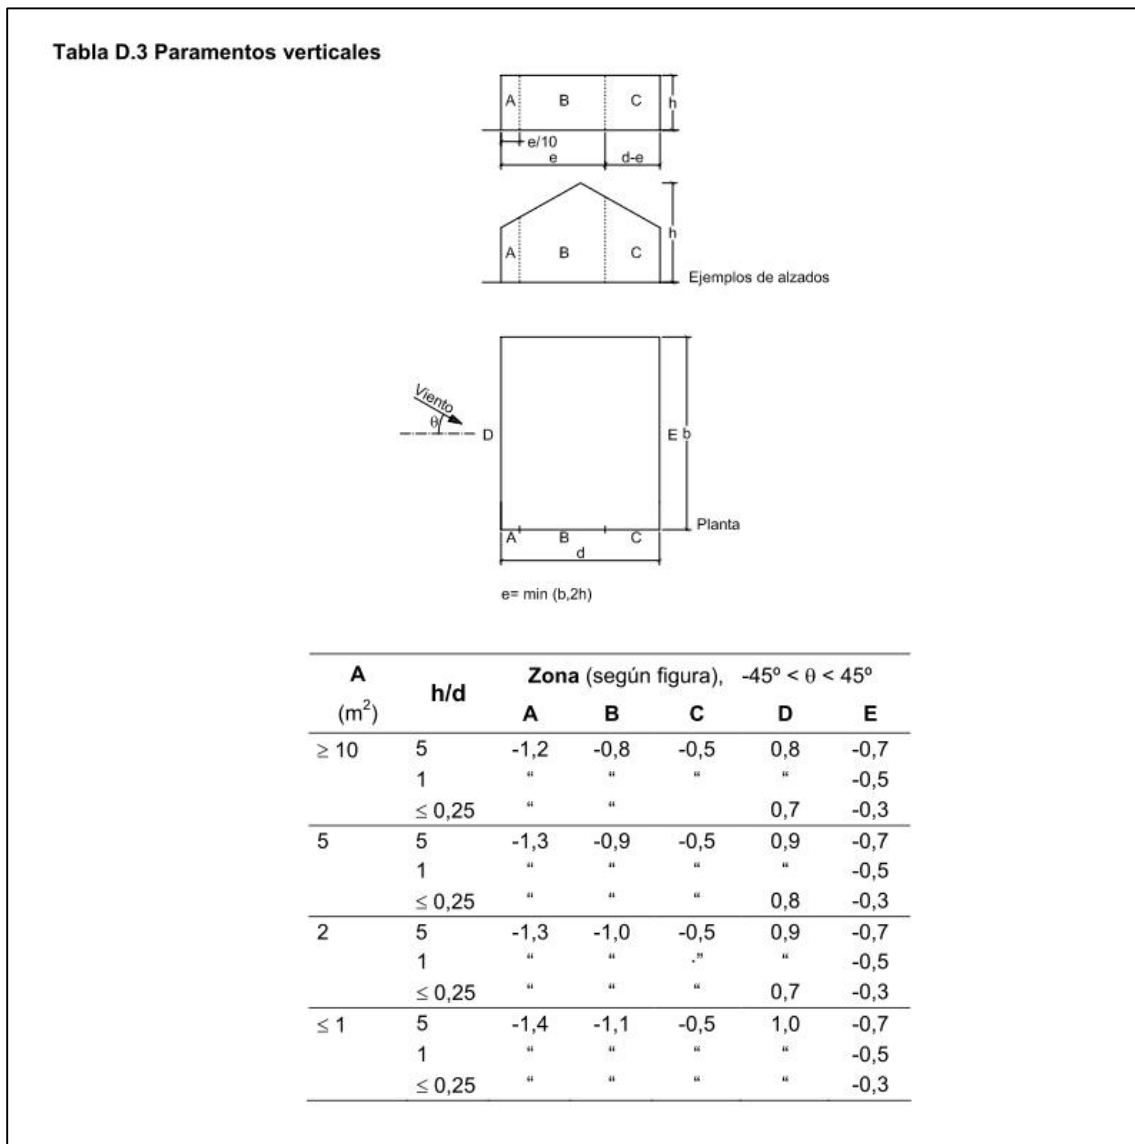 Tabla D.3 Paramentos verticales
A B C h
e/10
e d-e
h
A B C
Ejemplos de alzados
Viento
θ
D E b
Planta
A B C
d
e= min (b,2h)
A h/d Zona (según figura), -45º < θ < 45º
(m²) A B C D E
≥ 10 5 -1,2 -0,8 -0,5 0,8 -0,7
1 “ “ “ “ -0,5
≤ 0,25 “ “ 0,7 -0,3
5 5 -1,3 -0,9 -0,5 0,9 -0,7
1 “ “ “ “ -0,5
≤ 0,25 “ “ “ 0,8 -0,3
2 5 -1,3 -1,0 -0,5 0,9 -0,7
1 “ “ .” “ -0,5
≤ 0,25 “ “ “ 0,7 -0,3
≤ 1 5 -1,4 -1,1 -0,5 1,0 -0,7
1 “ “ “ “ -0,5
≤ 0,25 “ “ “ “ -0,3